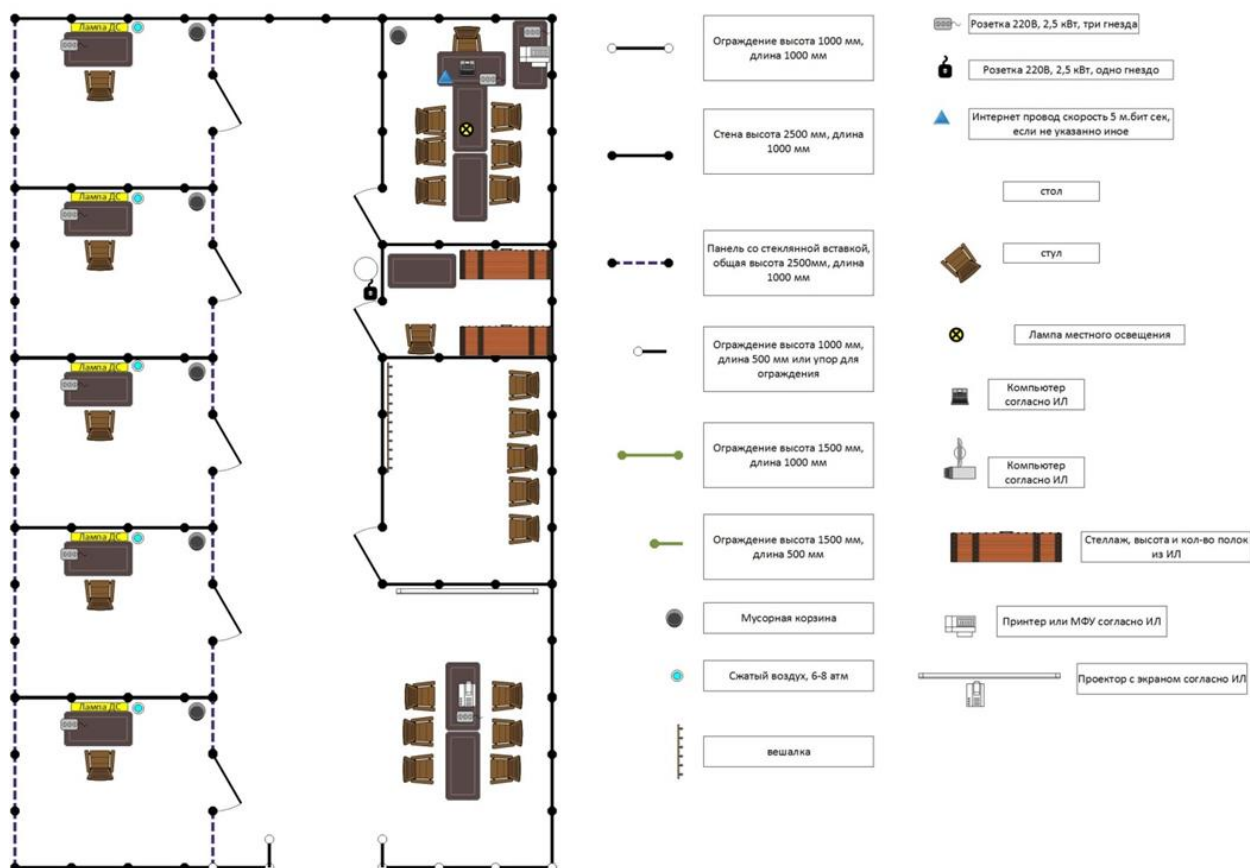 Лампа ДС
Лампа ДС
Лампа ДС
Лампа ДС
Лампа ДС
Ограждение высота 1000 мм,
длина 1000 мм
Стена высота 2500 мм, длина
1000 мм
Панель со стеклянной вставкой,
общая высота 2500мм, длина
1000 мм
Ограждение высота 1000 мм,
длина 500 мм или упор для
ограждения
Ограждение высота 1500 мм,
длина 1000 мм
Ограждение высота 1500 мм,
длина 500 мм
Мусорная корзина
Сжатый воздух, 6-8 атм
вешалка
Розетка 220В, 2,5 кВт, три гнезда
Розетка 220В, 2,5 кВт, одно гнездо
Интернет провод скорость 5 м.бит сек,
если не указанно иное
стол
стул
Лампа местного освещения
Компьютер
согласно ИЛ
Компьютер
согласно ИЛ
Стеллаж, высота и кол-во полок
из ИЛ
Принтер или МФУ согласно ИЛ
Проектор с экраном согласно ИЛ